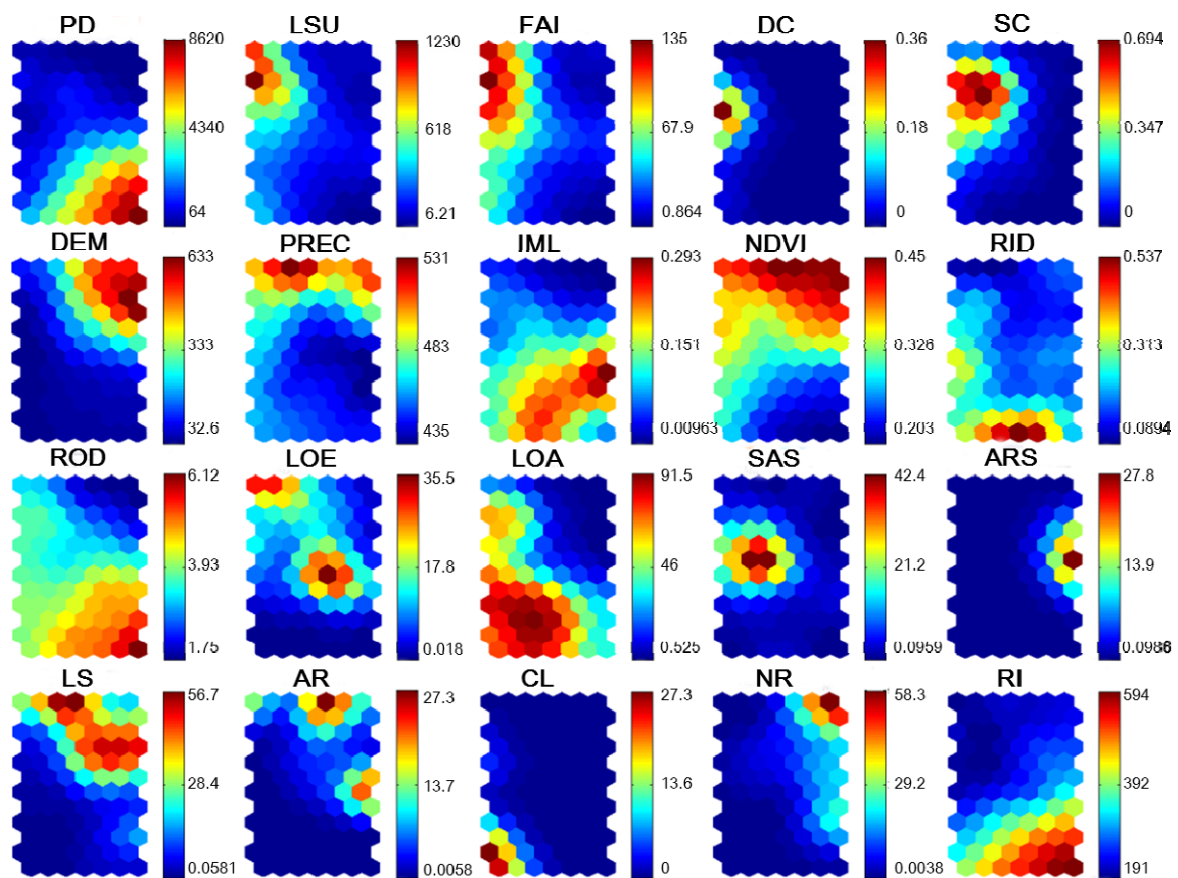 PD LSU FAI DC SC
8620 1230 135 0.36 0.694
4340 618 67.9 0.18 0.347
64 6.21 0.864 0 0
DEM PREC IML NDVI RID
633 531 0.293 0.45 0.537
333 483 0.151 0.326 0.313
32.6 435 0.00963 0.203 0.0894
ROD LOE LOA SAS ARS
6.12 35.5 91.5 42.4 27.8
3.93 17.8 46 21.2 13.9
1.75 0.018 0.525 0.0959
LS AR CL NR RI
56.7 27.3 27.3 58.3 594
28.4 13.7 13.6 29.2 392
0.0581 0.0058 0 0.0038 191